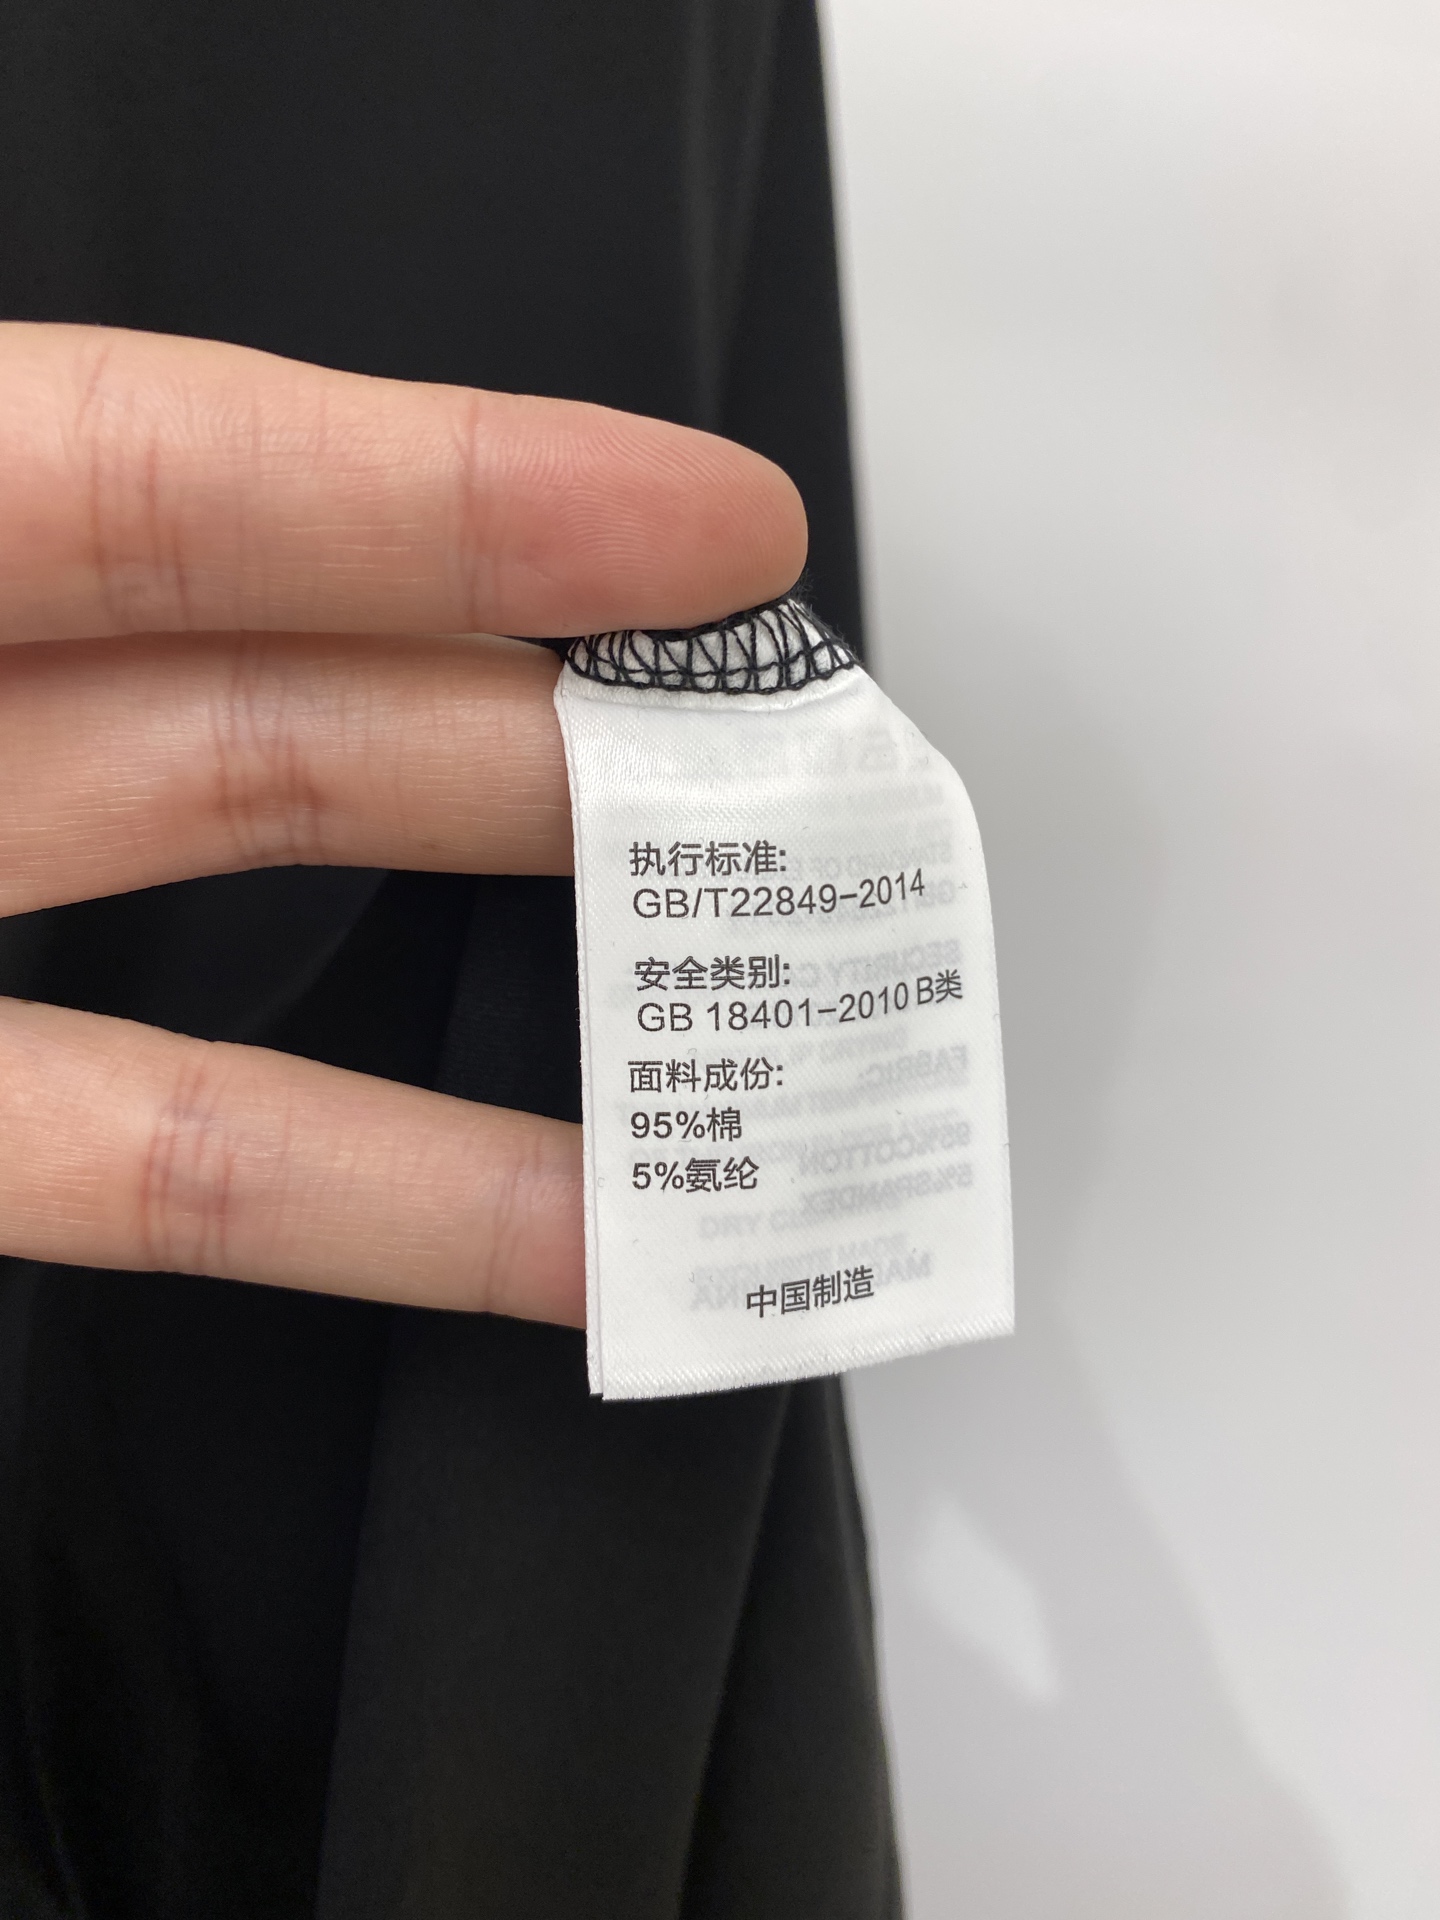 执行标准:
GB/T22849-2014
安全类别:
GB 18401-2010 B类
面料成份:
95%棉
5%氨纶
中国制造